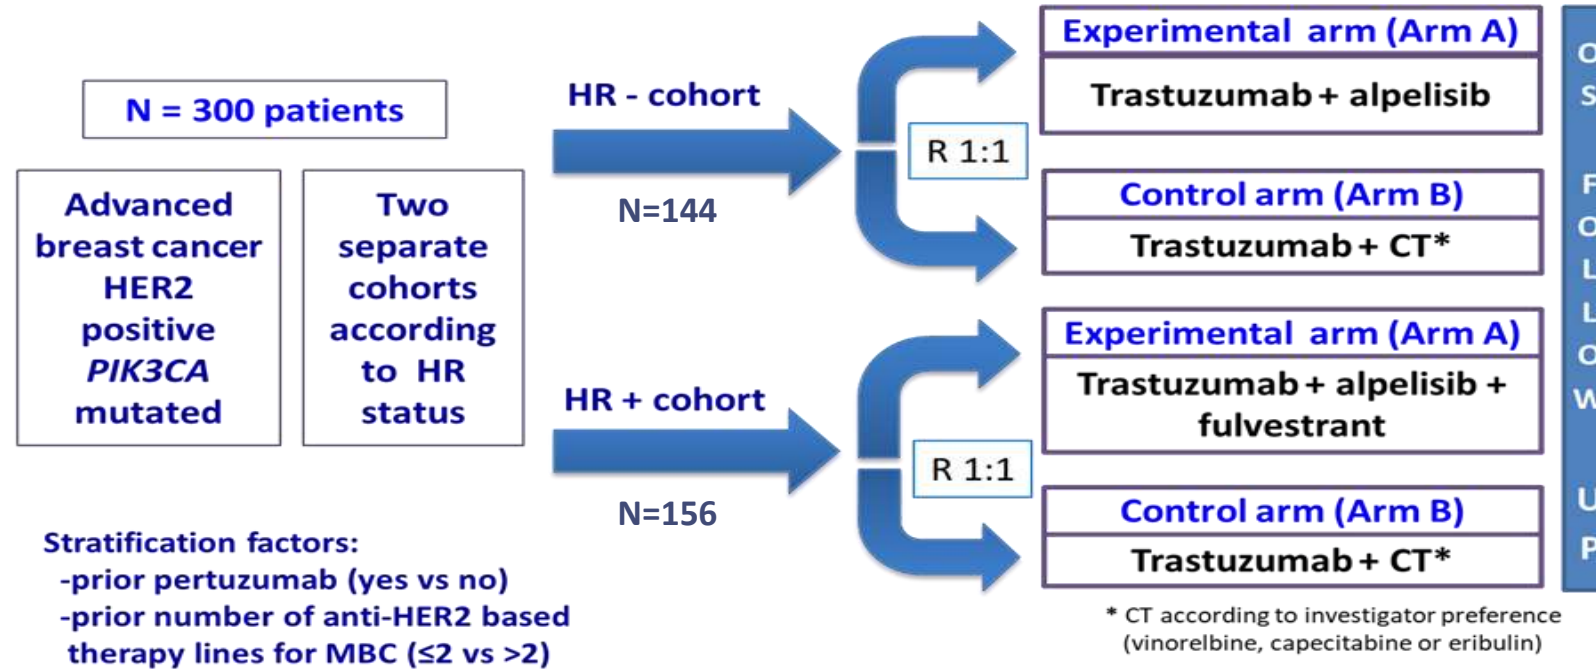 N = 300 patients
Advanced
breast cancer
HER2
positive
PIK3CA
mutated
Two
separate
cohorts
according
to HR
status
Stratification factors:
-prior pertuzumab (yes vs no)
-prior number of anti-HER2 based
therapy lines for MBC (≤2 vs >2)
HR - cohort
N=144
R 1:1
Experimental arm (Arm A)
Trastuzumab + alpelisib
Control arm (Arm B)
Trastuzumab + CT*
HR + cohort
N=156
R 1:1
Experimental arm (Arm A)
Trastuzumab + alpelisib +
fulvestrant
Control arm (Arm B)
Trastuzumab + CT*
* CT according to investigator preference
(vinorelbine, capecitabine or eribulin)
O
S
F
O
L
L
O
W
U
P